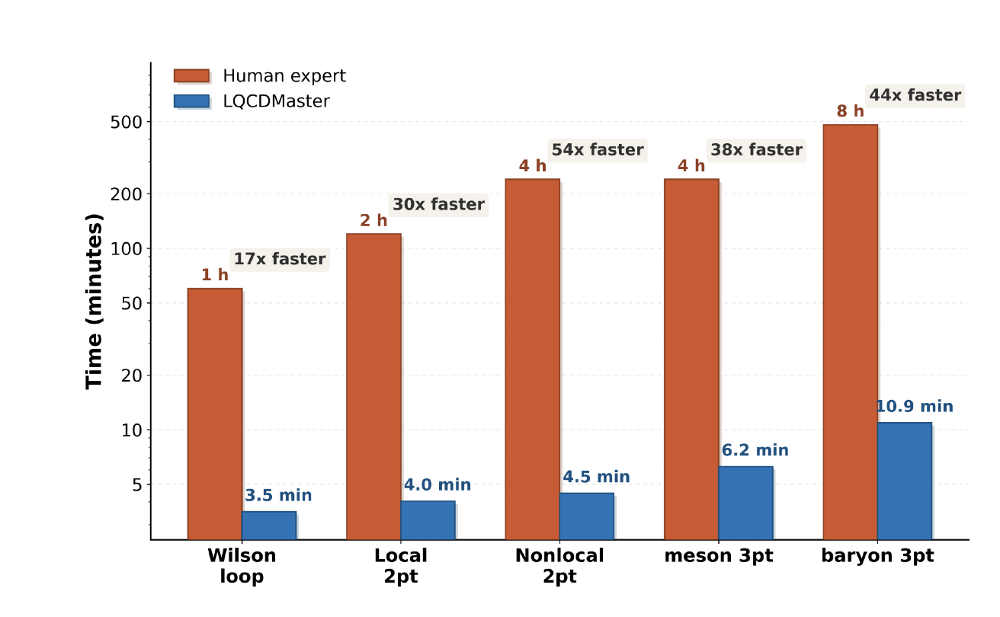 Human expert
LQCDMaster
Time (minutes)
500
200
100
50
20
10
5
1 h
17x faster
3.5 min
2 h
30x faster
4.0 min
4 h
54x faster
4.5 min
4 h
38x faster
6.2 min
8 h
44x faster
10.9 min
Wilson
loop
Local
2pt
Nonlocal
2pt
meson 3pt
baryon 3pt